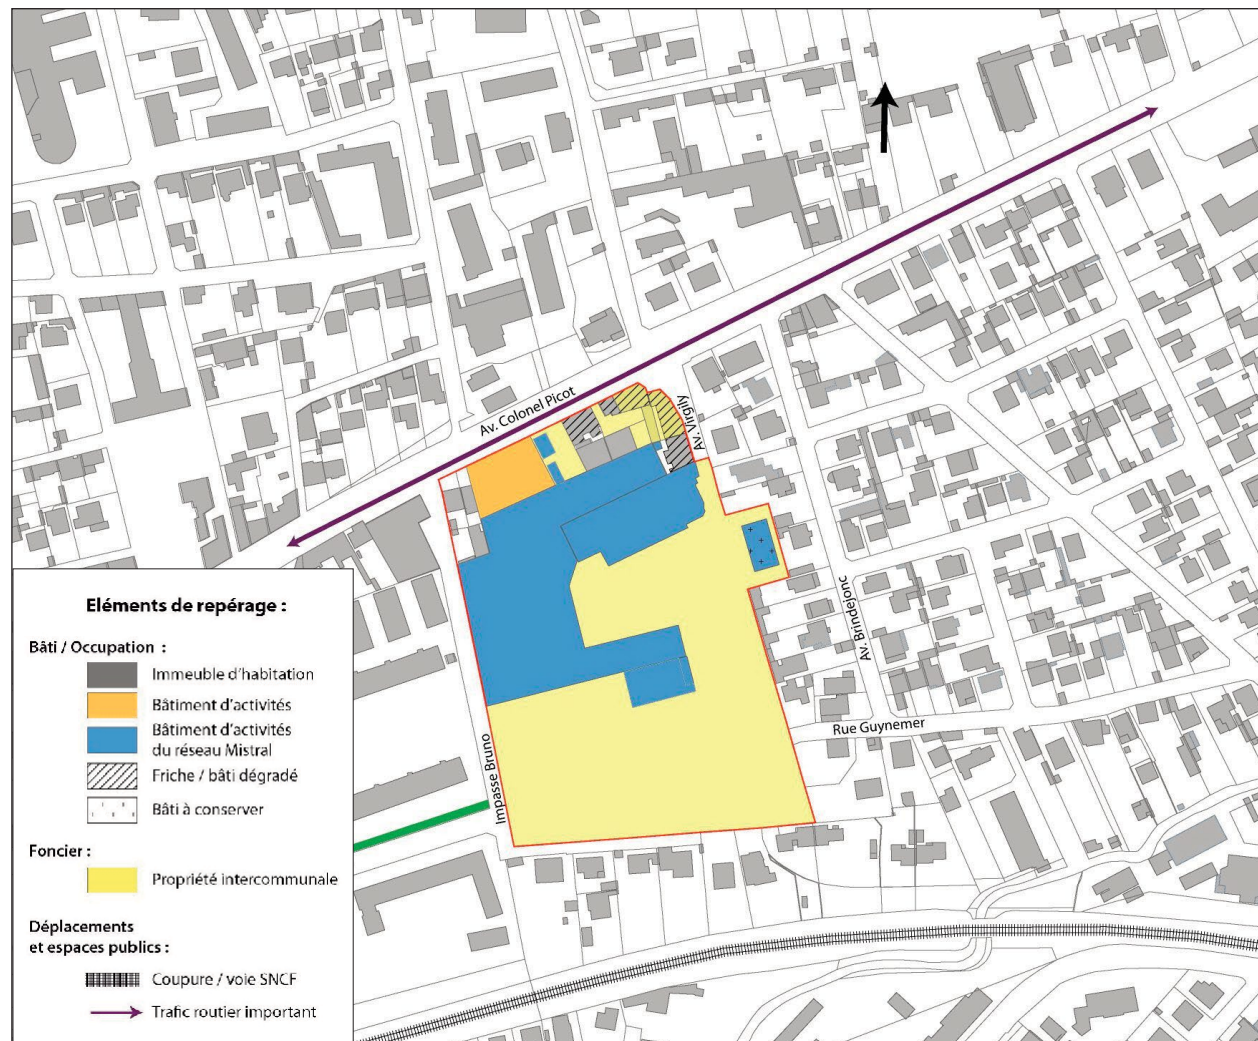 Av. Colonel Picot
Av. Virgily
Av. Brindejonc
Rue Guynemer
Impasse Bruno
Eléments de repérage :
Bâti / Occupation :
Immeuble d'habitation
Bâtiment d'activités
Bâtiment d'activités
du réseau Mistral
Friche / bâti dégradé
Bâti à conserver
Foncier :
Propriété intercommunale
Déplacements
et espaces publics :
Coupure / voie SNCF
Trafic routier important